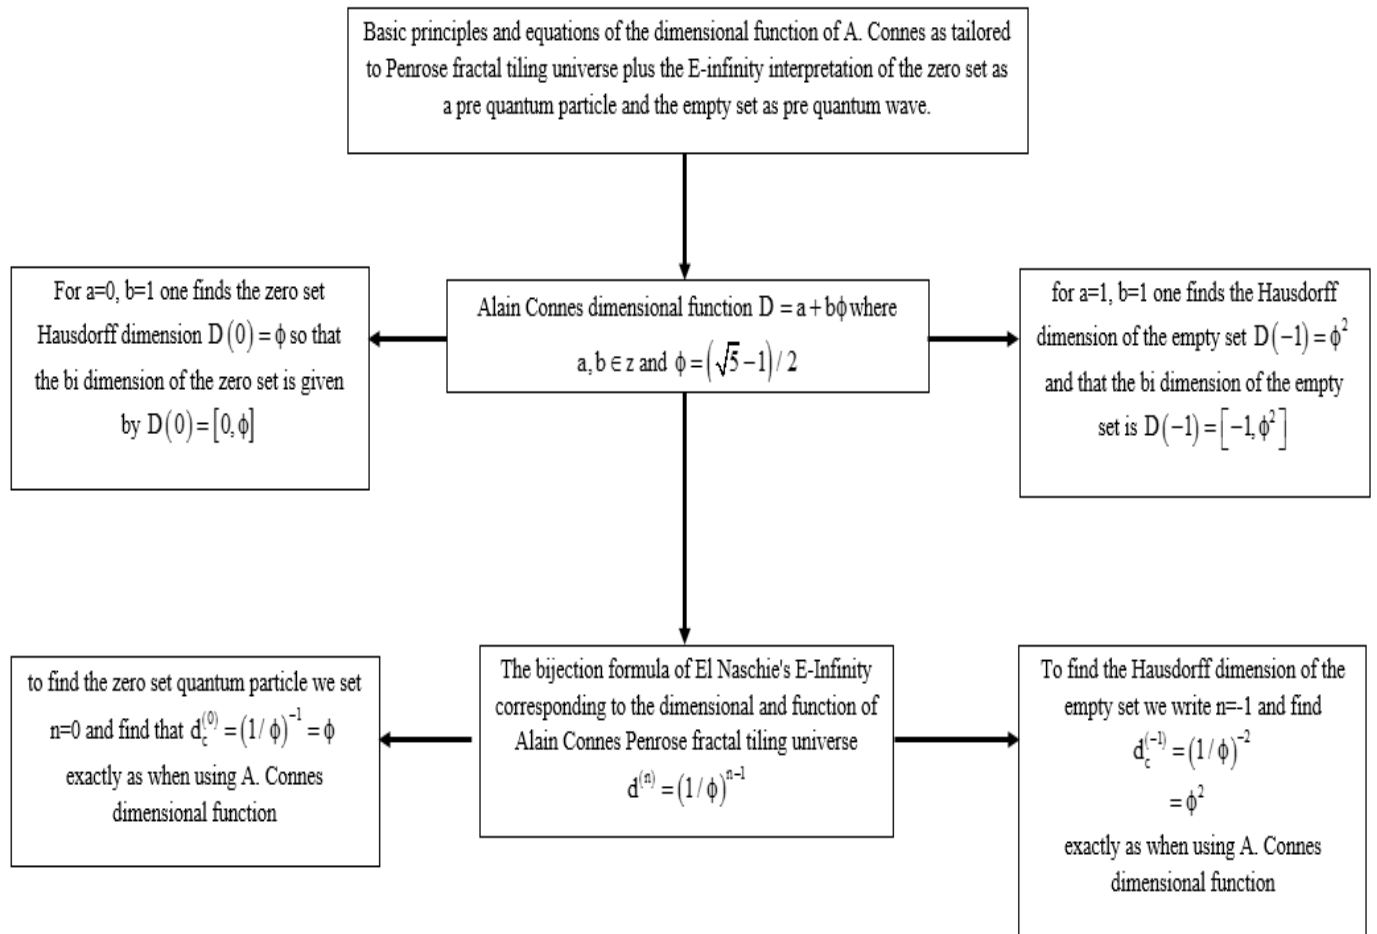 Basic principles and equations of the dimensional function of A. Connes as tailored
to Penrose fractal tiling universe plus the E-infinity interpretation of the zero set as
a pre quantum particle and the empty set as pre quantum wave.
For a=0, b=1 one finds the zero set
Hausdorff dimension D(0)=ϕ so that
the bi dimension of the zero set is given
by D(0)=[0,ϕ]
Alain Connes dimensional function D = a+bϕ where
a,b ∈ z and ϕ=(√5−1)/2
for a=1, b=1 one finds the Hausdorff
dimension of the empty set D(−1)=ϕ²
and that the bi dimension of the empty
set is D(−1)=[−1,ϕ²]
to find the zero set quantum particle we set
n=0 and find that d_c^(0)=(1/ϕ)^−1=ϕ
exactly as when using A. Connes
dimensional function
The bijection formula of El Naschie's E-Infinity
corresponding to the dimensional and function of
Alain Connes Penrose fractal tiling universe
d^(n)=(1/ϕ)^n−1
To find the Hausdorff dimension of the
empty set we write n=-1 and find
d_c^(−1)=(1/ϕ)^−2
=ϕ²
exactly as when using A. Connes
dimensional function